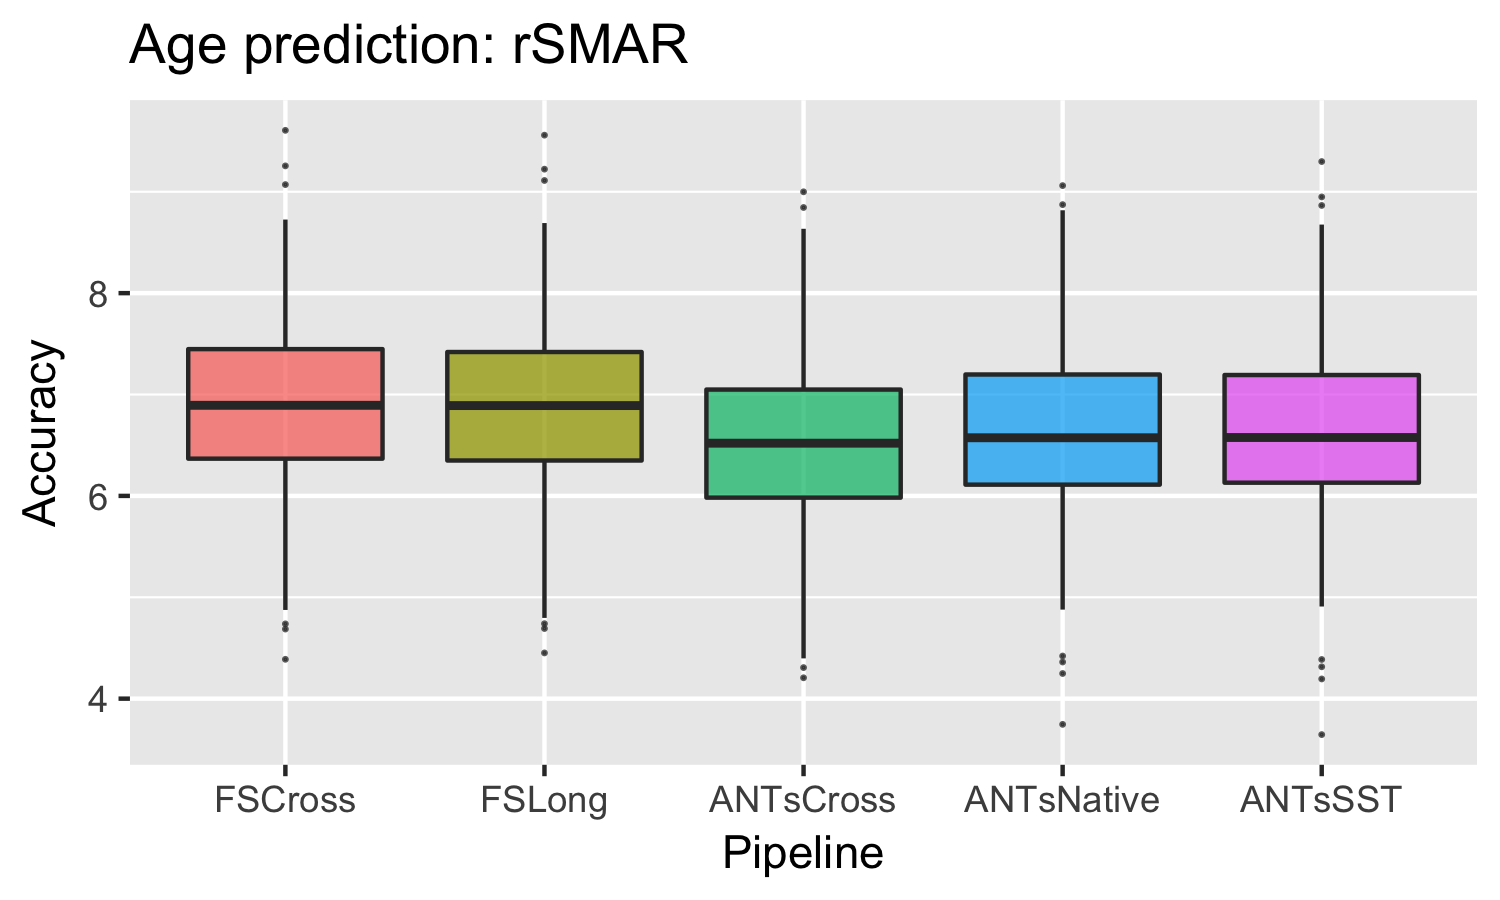 Age prediction: rSMAR
Accuracy
8
6
4
FSCross FSLong ANTsCross ANTsNative ANTsSST
Pipeline